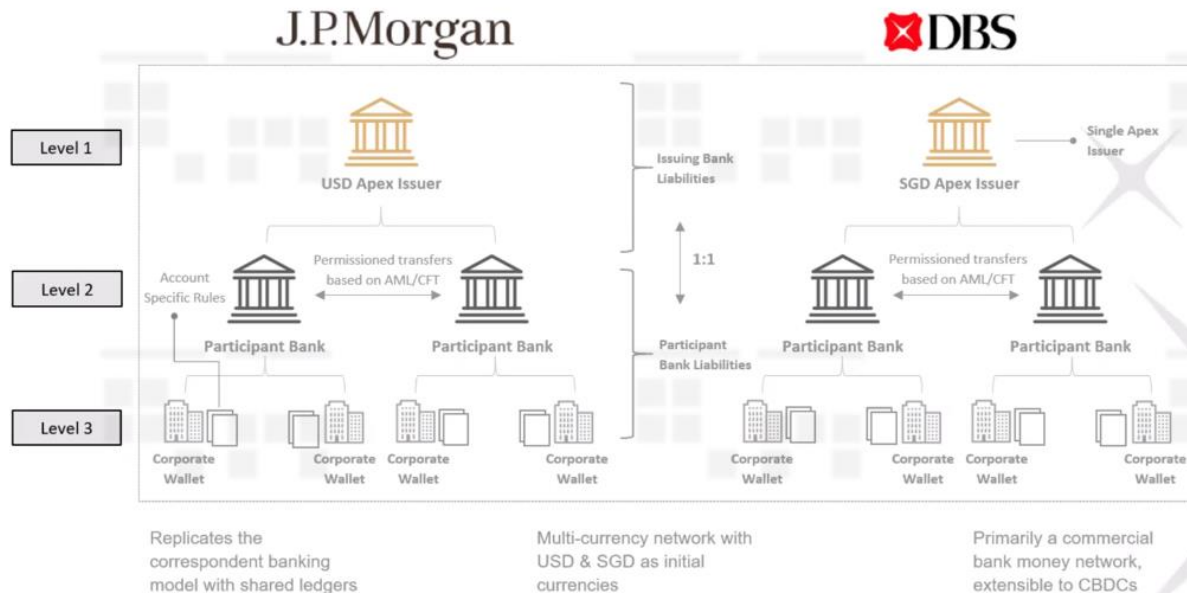 J.P.Morgan
DBS
Level 1
USD Apex Issuer
Issuing Bank
Liabilities
SGD Apex Issuer
Single Apex
Issuer
Level 2
Account
Specific Rules
Permissioned transfers
based on AML/CFT
1:1
Permissioned transfers
based on AML/CFT
Participant Bank
Participant Bank
Participant
Bank Liabilities
Participant Bank
Participant Bank
Level 3
Corporate
Wallet
Corporate
Wallet
Corporate
Wallet
Corporate
Wallet
Corporate
Wallet
Corporate
Wallet
Corporate
Wallet
Corporate
Wallet
Replicates the
correspondent banking
model with shared ledgers
Multi-currency network with
USD & SGD as initial
currencies
Primarily a commercial
bank money network,
extensible to CBDCs